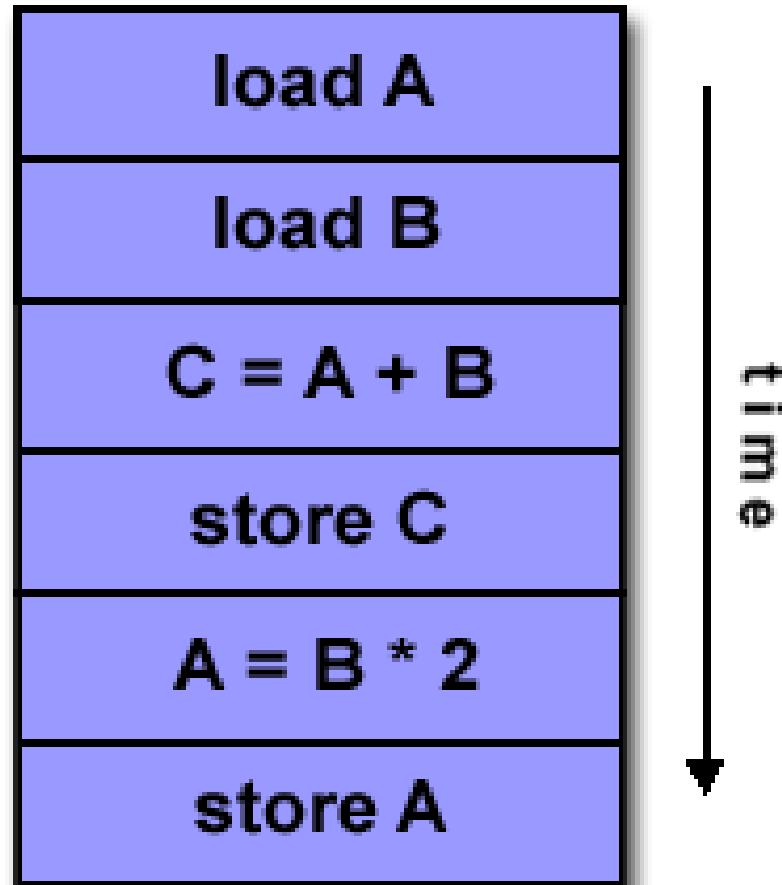 load A
load B
C = A + B
store C
A = B * 2
store A
time